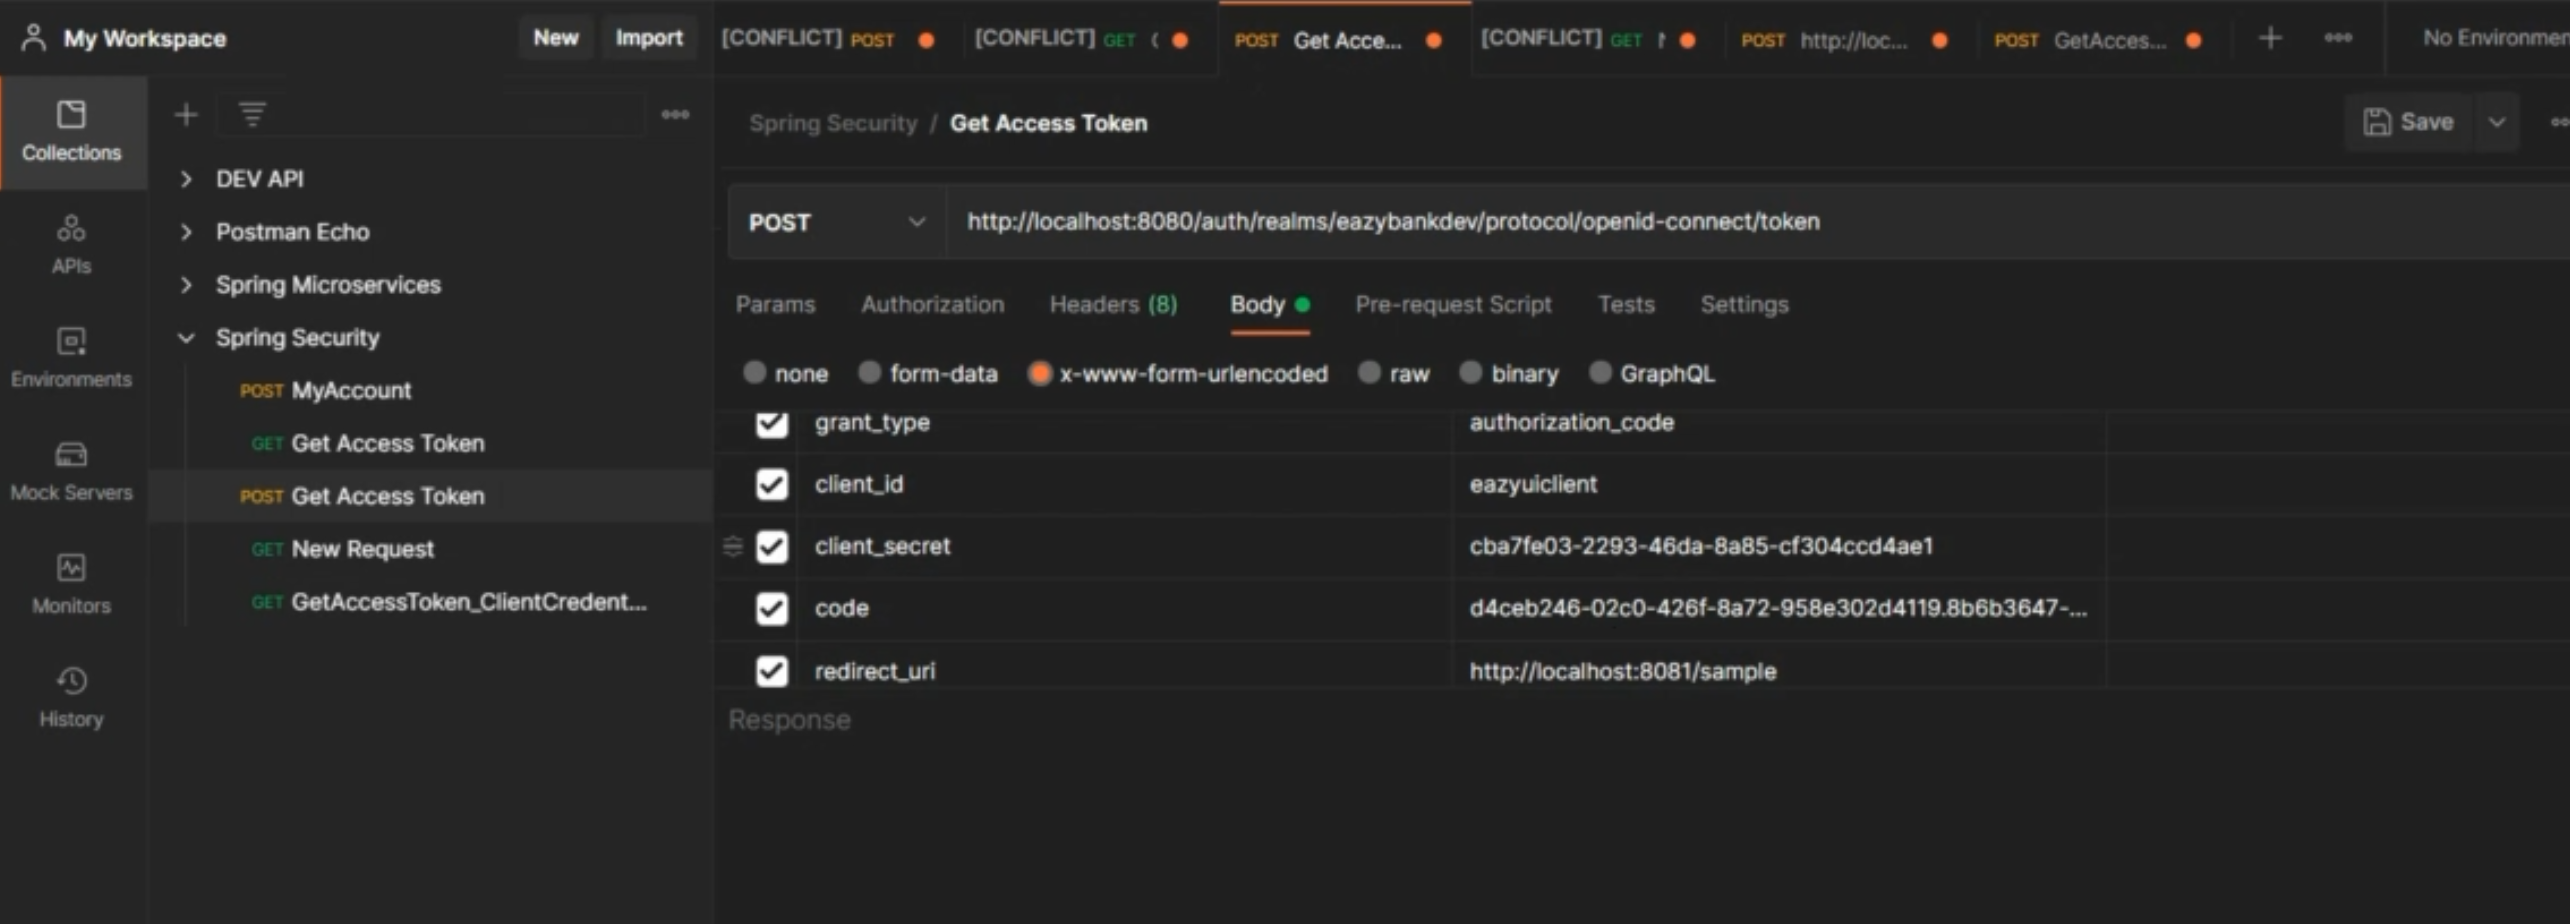 My Workspace
New
Import
[CONFLICT] POST
[CONFLICT] GET
POST Get Acce...
[CONFLICT] GET
POST http://loc...
POST GetAcces...
No Environmen
Collections
APIs
Environments
Mock Servers
Monitors
History
DEV API
Postman Echo
Spring Microservices
Spring Security
POST MyAccount
GET Get Access Token
POST Get Access Token
GET New Request
GET GetAccessToken_ClientCredent...
Spring Security / Get Access Token
Save
POST
http://localhost:8080/auth/realms/eazybankdev/protocol/openid-connect/token
Params Authorization Headers (8) Body Pre-request Script Tests Settings
none form-data x-www-form-urlencoded raw binary GraphQL
grant_type authorization_code
client_id eazyuiclient
client_secret cba7fe03-2293-46da-8a85-cf304ccd4ae1
code d4ceb246-02c0-426f-8a72-958e302d4119.8b6b3647-...
redirect_uri http://localhost:8081/sample
Response